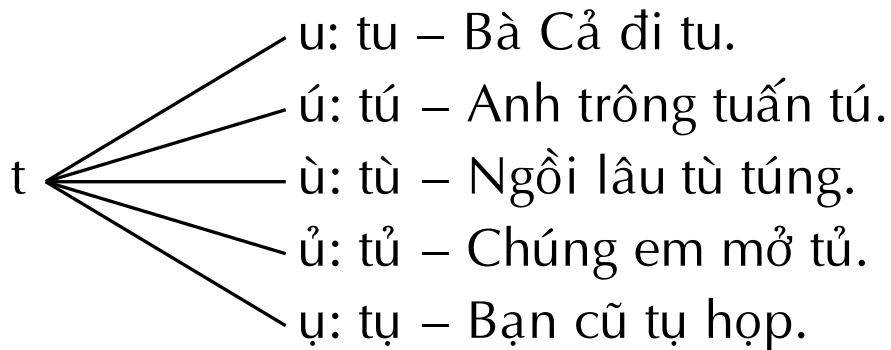 u: tu – Bà Cả đi tu.
ú: tú – Anh trông tuấn tú.
t
ù: tù – Ngồi lâu tù túng.
ủ: tủ – Chúng em mở tủ.
ụ: tụ – Bạn cũ tụ họp.